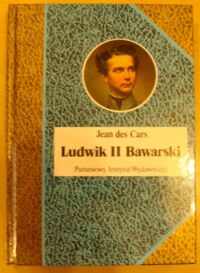 Jean des Cars
Ludwik II Bawarski
Państwowy Instytut Wydawniczy